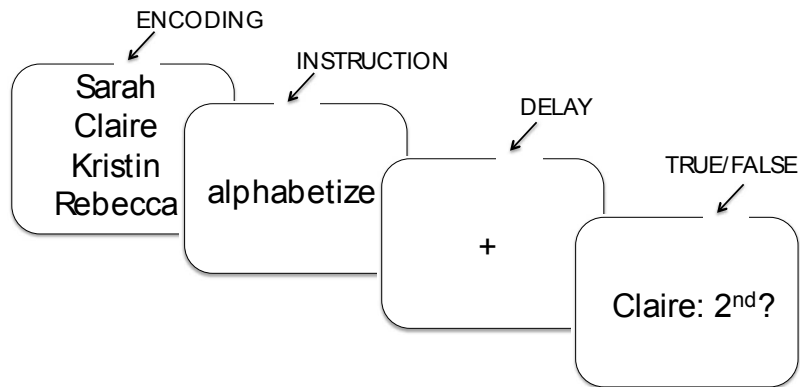 ENCODING
Sarah
Claire
Kristin
Rebecca
INSTRUCTION
alphabetize
DELAY
+
TRUE/FALSE
Claire: 2nd?